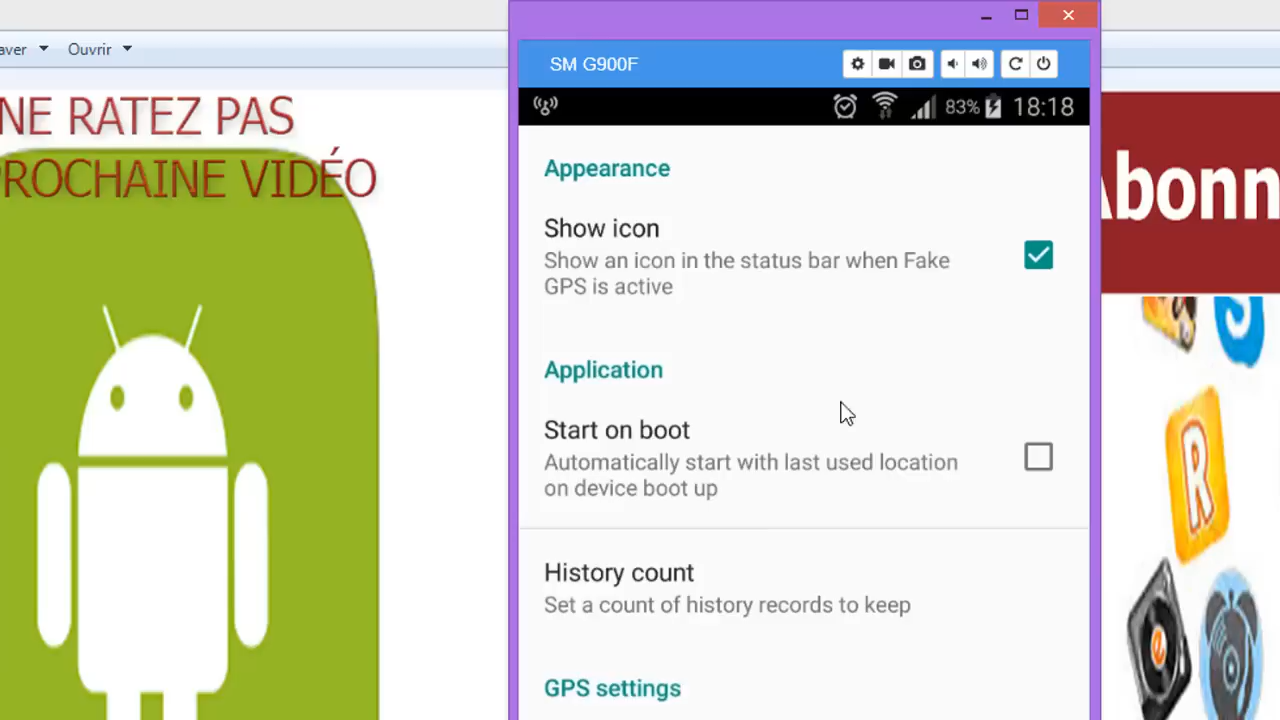 aver Ouvrir
NE RATEZ PAS
PROCHAINE VIDÉO
SM G900F
83% 18:18
Appearance
Show icon
Show an icon in the status bar when Fake
GPS is active
Application
Start on boot
Automatically start with last used location
on device boot up
History count
Set a count of history records to keep
GPS settings
Abonn
S
R
e